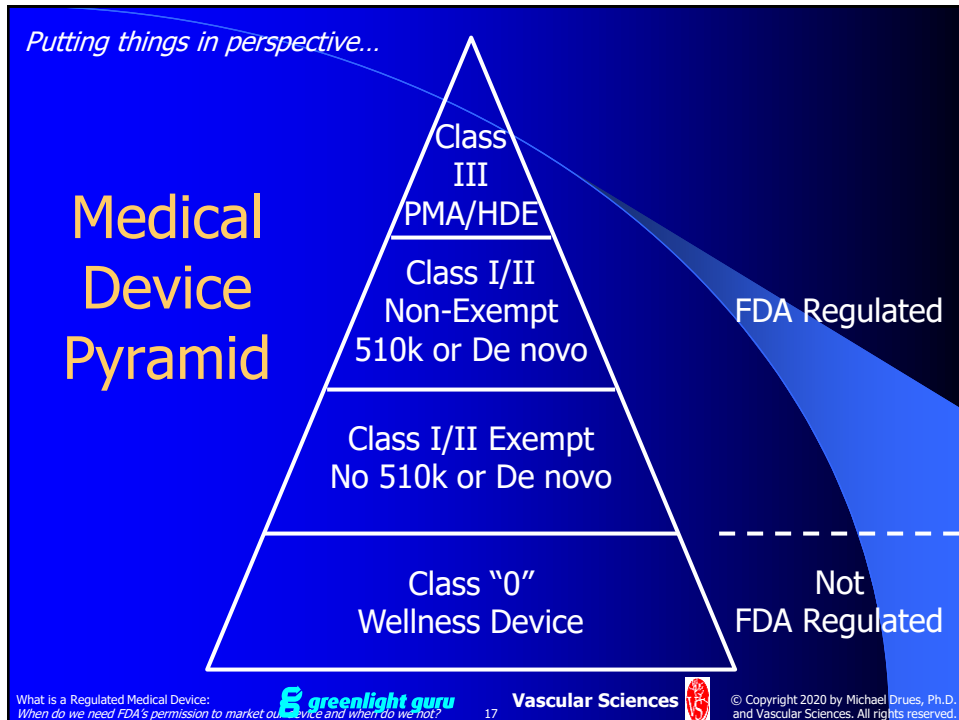 Putting things in perspective…
Medical
Device
Pyramid
Class
III
PMA/HDE
Class I/II
Non-Exempt
510k or De novo
Class I/II Exempt
No 510k or De novo
Class “0”
Wellness Device
FDA Regulated
Not
FDA Regulated
What is a Regulated Medical Device:
When do we need FDA's permission to market our device and when do we not?
greenlight guru
17
Vascular Sciences
© Copyright 2020 by Michael Drues, Ph.D.
and Vascular Sciences. All rights reserved.